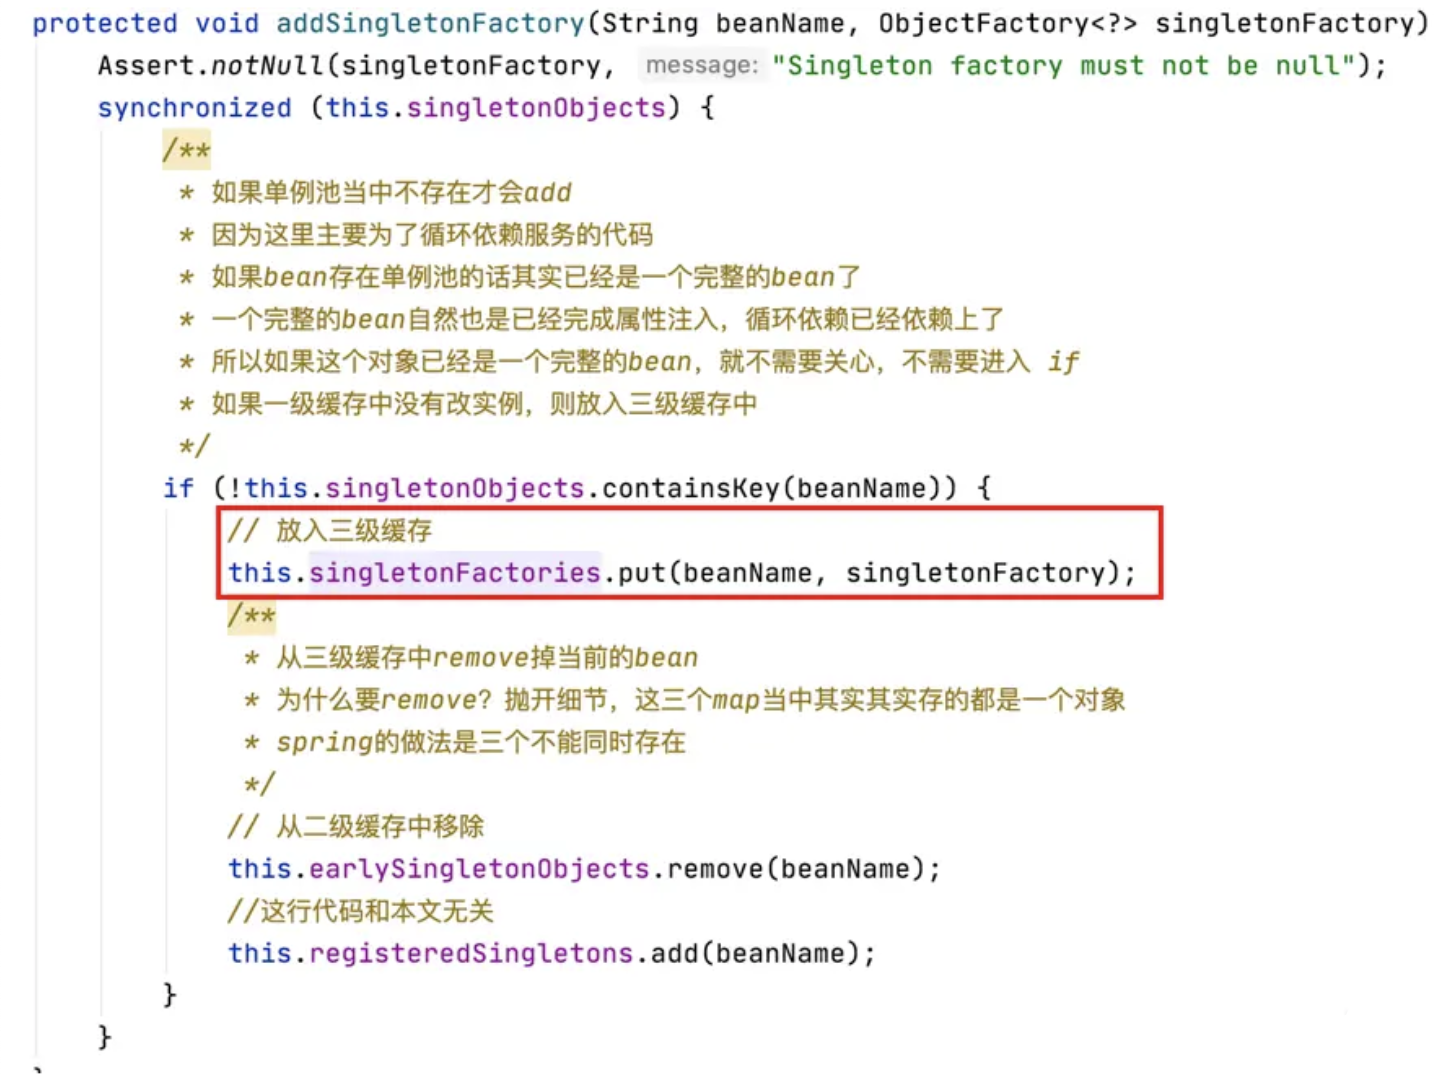 protected void addSingletonFactory(String beanName, ObjectFactory<?> singletonFactory)
Assert.notNull(singletonFactory, message: "Singleton factory must not be null");
synchronized (this.singletonObjects) {
/**
* 如果单例池当中不存在才会add
* 因为这里主要为了循环依赖服务的代码
* 如果bean存在单例池的话其实已经是一个完整的bean了
* 一个完整的bean自然也是已经完成属性注入，循环依赖已经依赖上了
* 所以如果这个对象已经是一个完整的bean，就不需要关心，不需要进入 if
* 如果一级缓存中没有改实例，则放入三级缓存中
*/
if (!this.singletonObjects.containsKey(beanName)) {
// 放入三级缓存
this.singletonFactories.put(beanName, singletonFactory);
/**
* 从三级缓存中remove掉当前的bean
* 为什么要remove？抛开细节，这三个map当中其实其实存的都是一个对象
* spring的做法是三个不能同时存在
*/
// 从二级缓存中移除
this.earlySingletonObjects.remove(beanName);
//这行代码和本文无关
this.registeredSingletons.add(beanName);
}
}